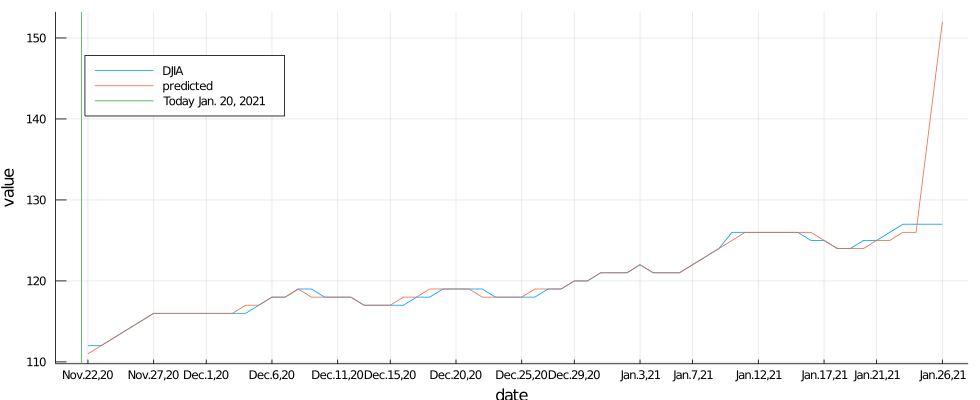 150
140
130
120
110
value
DJIA
predicted
Today Jan. 20, 2021
Nov.22,20 Nov.27,20 Dec.1,20 Dec.6,20 Dec.11,20 Dec.15,20 Dec.20,20 Dec.25,20 Dec.29,20 Jan.3,21 Jan.7,21 Jan.12,21 Jan.17,21 Jan.21,21 Jan.26,21
date